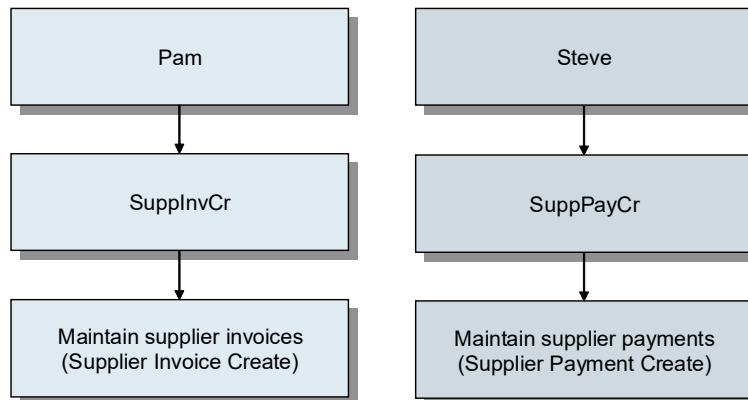 Pam
SuppInvCr
Maintain supplier invoices
(Supplier Invoice Create)
Steve
SuppPayCr
Maintain supplier payments
(Supplier Payment Create)